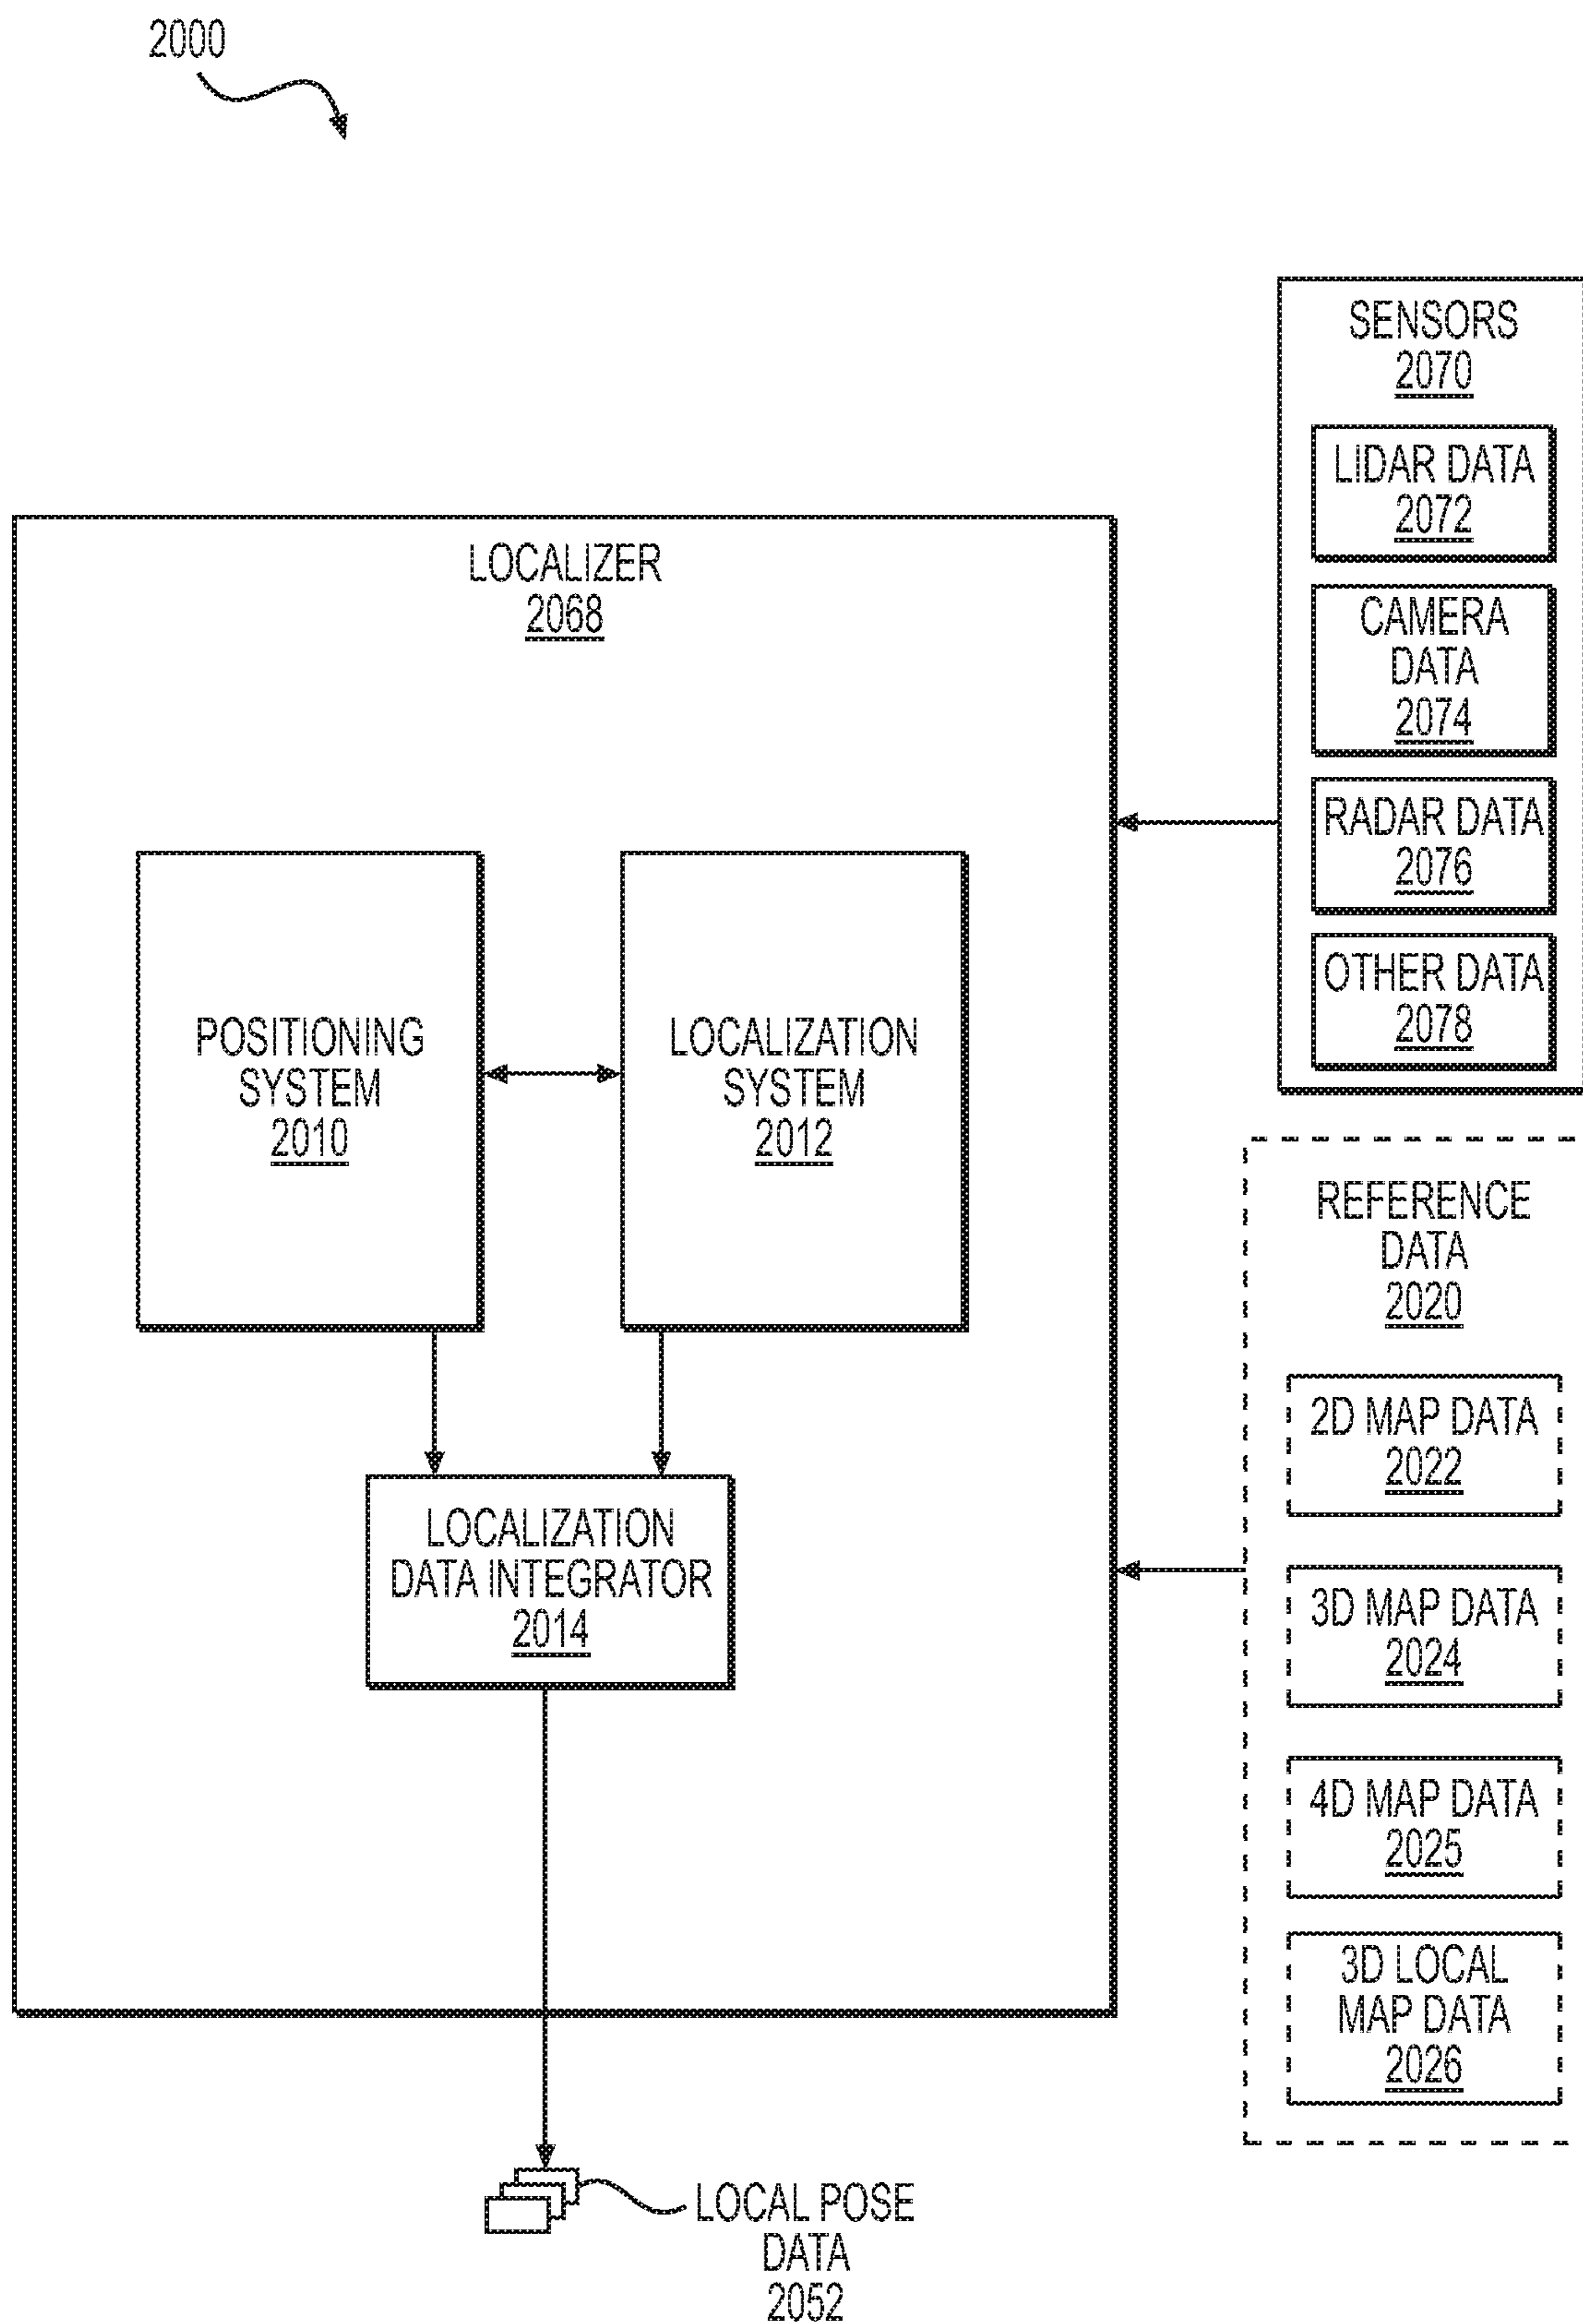 2000
SENSORS
2070
LIDAR DATA
2072
CAMERA
DATA
2074
RADAR DATA
2076
OTHER DATA
2078
LOCALIZER
2068
POSITIONING
SYSTEM
2010
LOCALIZATION
SYSTEM
2012
LOCALIZATION
DATA INTEGRATOR
2014
REFERENCE
DATA
2020
2D MAP DATA
2022
3D MAP DATA
2024
4D MAP DATA
2025
3D LOCAL
MAP DATA
2026
LOCAL POSE
DATA
2052